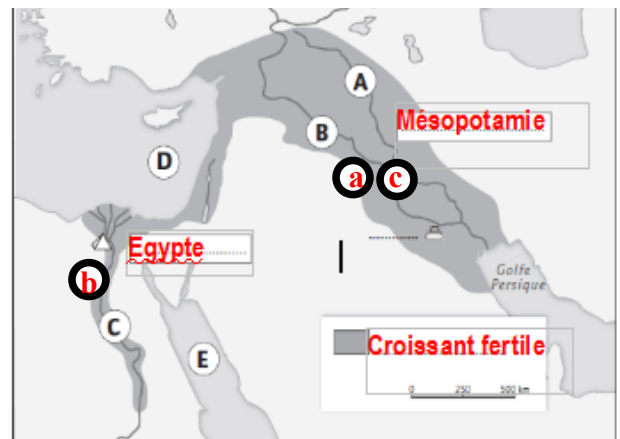 A
Mésopotamie
B
D
a
c
Egypte
Golfe
Persique
b
C
E
Croissant fertile
0 250 500 km